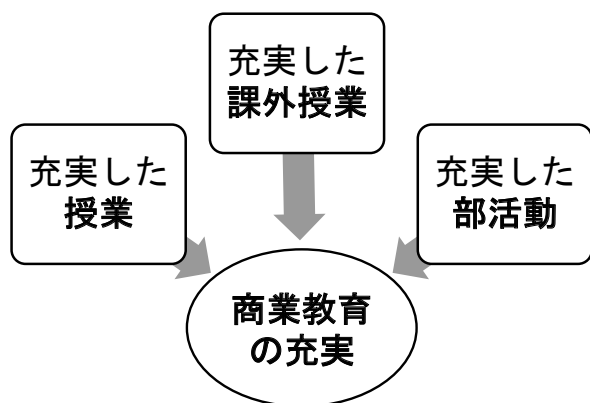 充実した
課外授業
充実した
授業
充実した
部活動
商業教育
の充実